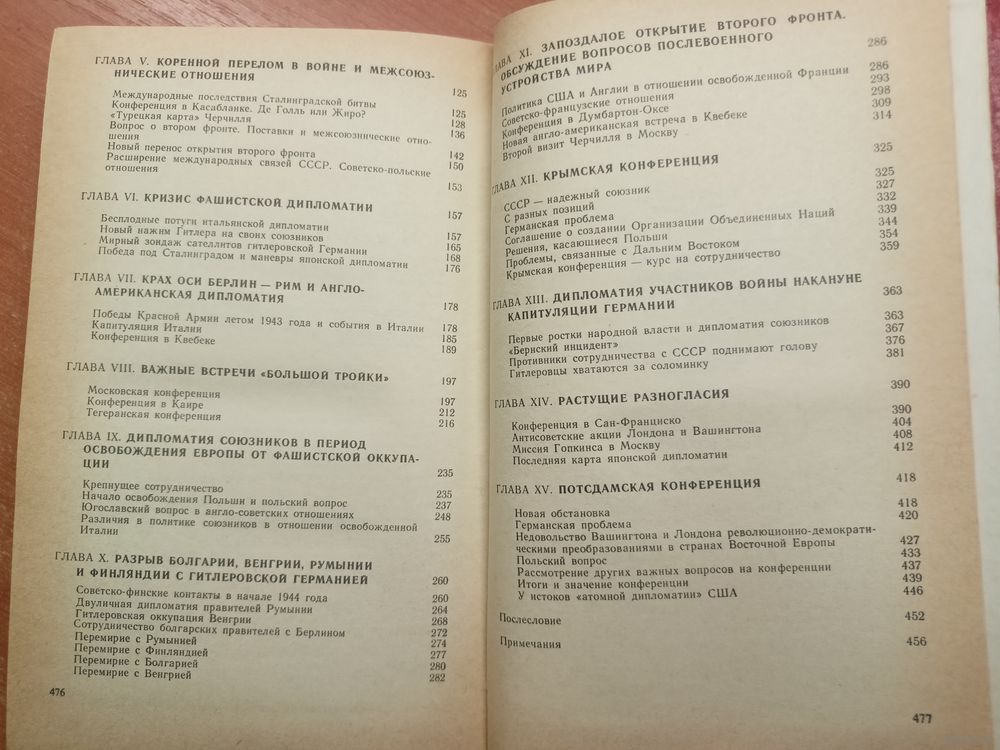 ГЛАВА V. КОРЕННОЙ ПЕРЕЛОМ В ВОЙНЕ И МЕЖСОЮЗ-
НИЧЕСКИЕ ОТНОШЕНИЯ 125
Международные последствия Сталинградской битвы 125
Конференция в Касабланке. Де Голль или Жиро? 128
«Турецкая карта» Черчилля 136
Вопрос о втором фронте. Поставки и межсоюзнические отно-
шения 142
Новый перенос открытия второго фронта 150
Расширение международных связей СССР. Советско-польские
отношения 153
ГЛАВА VI. КРИЗИС ФАШИСТСКОЙ ДИПЛОМАТИИ 157
Бесплодные потуги итальянской дипломатии 157
Новый нажим Гитлера на своих союзников 165
Мирный зондаж сателлитов гитлеровской Германии 168
Победа под Сталинградом и маневры японской дипломатии 176
ГЛАВА VII. КРАХ ОСИ БЕРЛИН — РИМ И АНГЛО-
АМЕРИКАНСКАЯ ДИПЛОМАТИЯ 178
Победы Красной Армии летом 1943 года и события в Италии 178
Капитуляция Италии 185
Конференция в Квебеке 189
ГЛАВА VIII. ВАЖНЫЕ ВСТРЕЧИ «БОЛЬШОЙ ТРОЙКИ» 197
Московская конференция 197
Конференция в Каире 212
Тегеранская конференция 216
ГЛАВА IX. ДИПЛОМАТИЯ СОЮЗНИКОВ В ПЕРИОД
ОСВОБОЖДЕНИЯ ЕВРОПЫ ОТ ФАШИСТСКОЙ ОККУПА-
ЦИИ 235
Крепнущее сотрудничество 235
Начало освобождения Польши и польский вопрос 237
Югославский вопрос в англо-советских отношениях 248
Различия в политике союзников в отношении освобожденной
Италии 255
ГЛАВА X. РАЗРЫВ БОЛГАРИИ, ВЕНГРИИ, РУМЫНИИ
И ФИНЛЯНДИИ С ГИТЛЕРОВСКОЙ ГЕРМАНИЕЙ 260
Советско-финские контакты в начале 1944 года 260
Двуличная дипломатия правителей Румынии 264
Гитлеровская оккупация Венгрии 268
Сотрудничество болгарских правителей с Берлином 272
Перемирие с Румынией 274
Перемирие с Финляндией 277
Перемирие с Болгарией 280
Перемирие с Венгрией 282
476
ГЛАВА XI. ЗАПОЗДАЛОЕ ОТКРЫТИЕ ВТОРОГО ФРОНТА.
ОБСУЖДЕНИЕ ВОПРОСОВ ПОСЛЕВОЕННОГО
УСТРОЙСТВА МИРА 286
Политика США и Англии в отношении освобожденной Франции 286
Советско-французские отношения 293
Конференция в Думбартон-Оксе 298
Новая англо-американская встреча в Квебеке 309
Второй визит Черчилля в Москву 314
ГЛАВА XII. КРЫМСКАЯ КОНФЕРЕНЦИЯ 325
СССР — надежный союзник 325
С разных позиций 327
Германская проблема 332
Соглашение о создании Организации Объединенных Наций 339
Решения, касающиеся Польши 344
Проблемы, связанные с Дальним Востоком 354
Крымская конференция — курс на сотрудничество 359
ГЛАВА XIII. ДИПЛОМАТИЯ УЧАСТНИКОВ ВОЙНЫ НАКАНУНЕ
КАПИТУЛЯЦИИ ГЕРМАНИИ 363
Первые ростки народной власти и дипломатия союзников 363
«Бернский инцидент» 367
Противники сотрудничества с СССР поднимают голову 376
Гитлеровцы хватаются за соломинку 381
ГЛАВА XIV. РАСТУЩИЕ РАЗНОГЛАСИЯ 390
Конференция в Сан-Франциско 390
Антисоветские акции Лондона и Вашингтона 404
Миссия Гопкинса в Москву 408
Последняя карта японской дипломатии 412
ГЛАВА XV. ПОТСДАМСКАЯ КОНФЕРЕНЦИЯ 418
Новая обстановка 418
Германская проблема 420
Недовольство Вашингтона и Лондона революционно-демократи-
ческими преобразованиями в странах Восточной Европы 427
Польский вопрос 433
Рассмотрение других важных вопросов на конференции 437
Итоги и значение конференции 439
У истоков «атомной дипломатии» США 446
Послесловие 452
Примечания 456
477